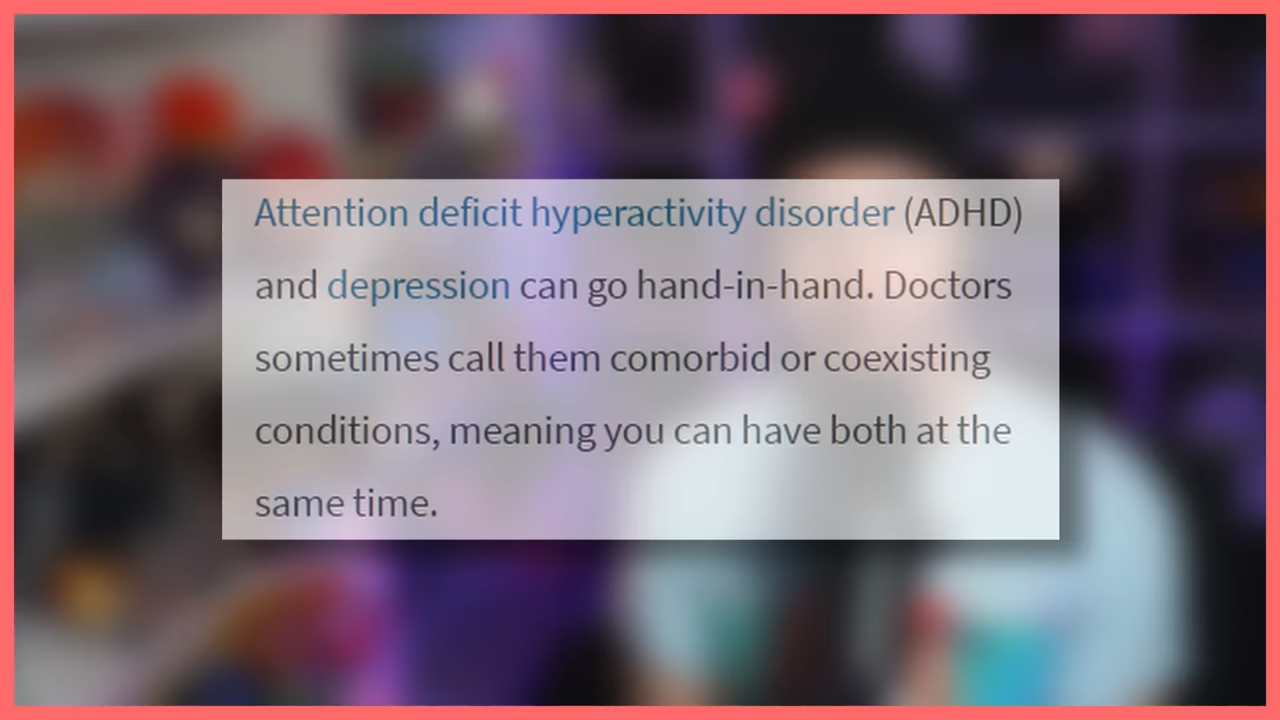 Attention deficit hyperactivity disorder (ADHD)
and depression can go hand-in-hand. Doctors
sometimes call them comorbid or coexisting
conditions, meaning you can have both at the
same time.